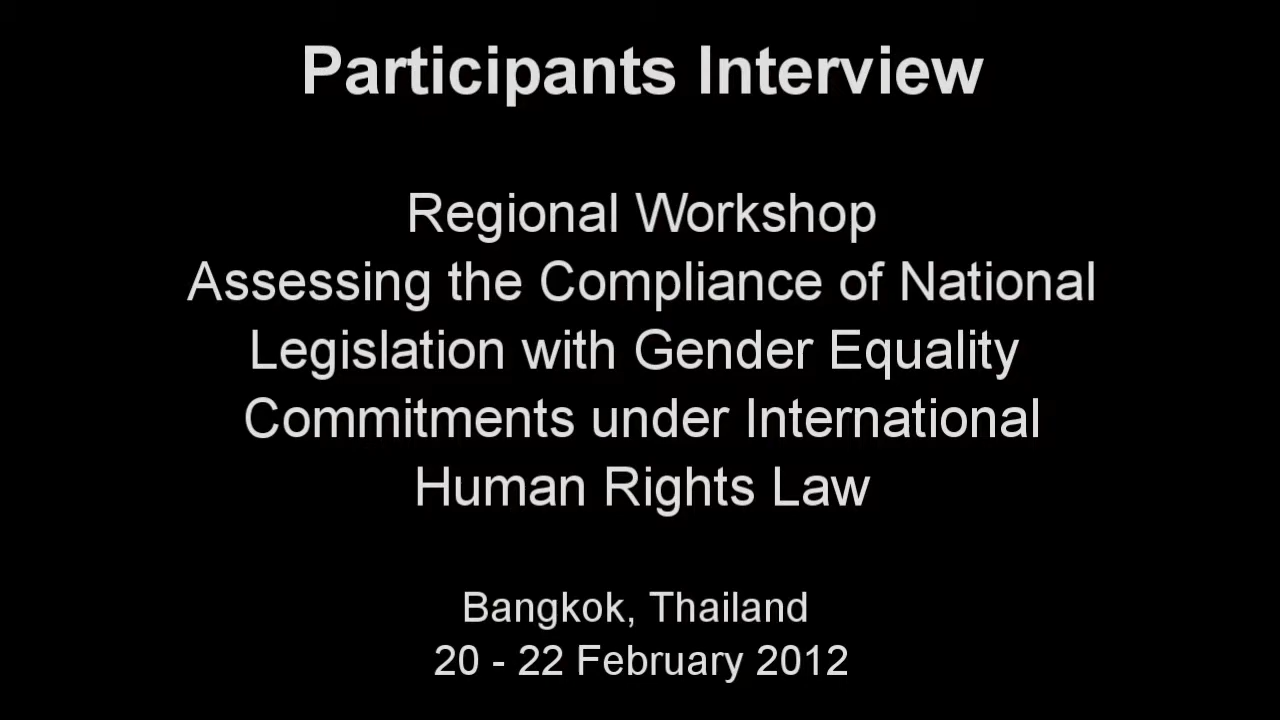 Participants Interview
Regional Workshop
Assessing the Compliance of National
Legislation with Gender Equality
Commitments under International
Human Rights Law
Bangkok, Thailand
20 - 22 February 2012